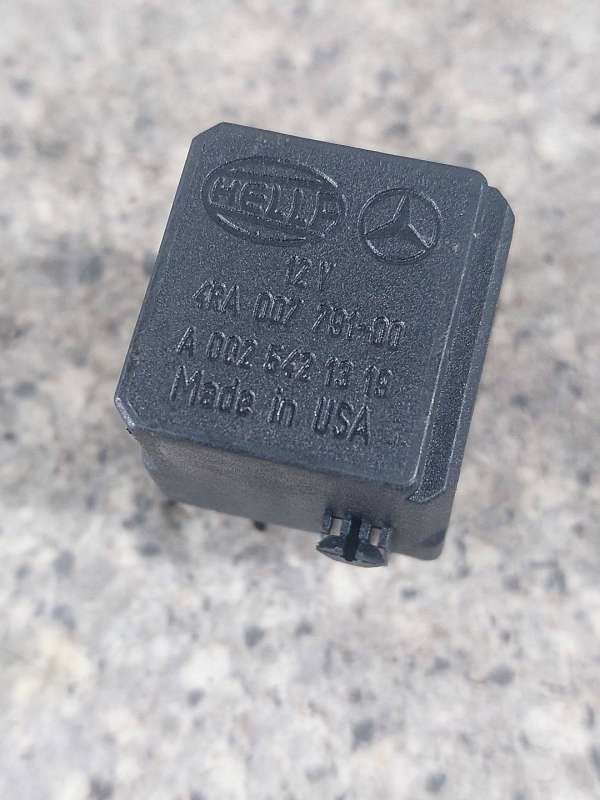 HELLA
12 V
4RA 007 791-00
A 002 542 13 19
Made in USA